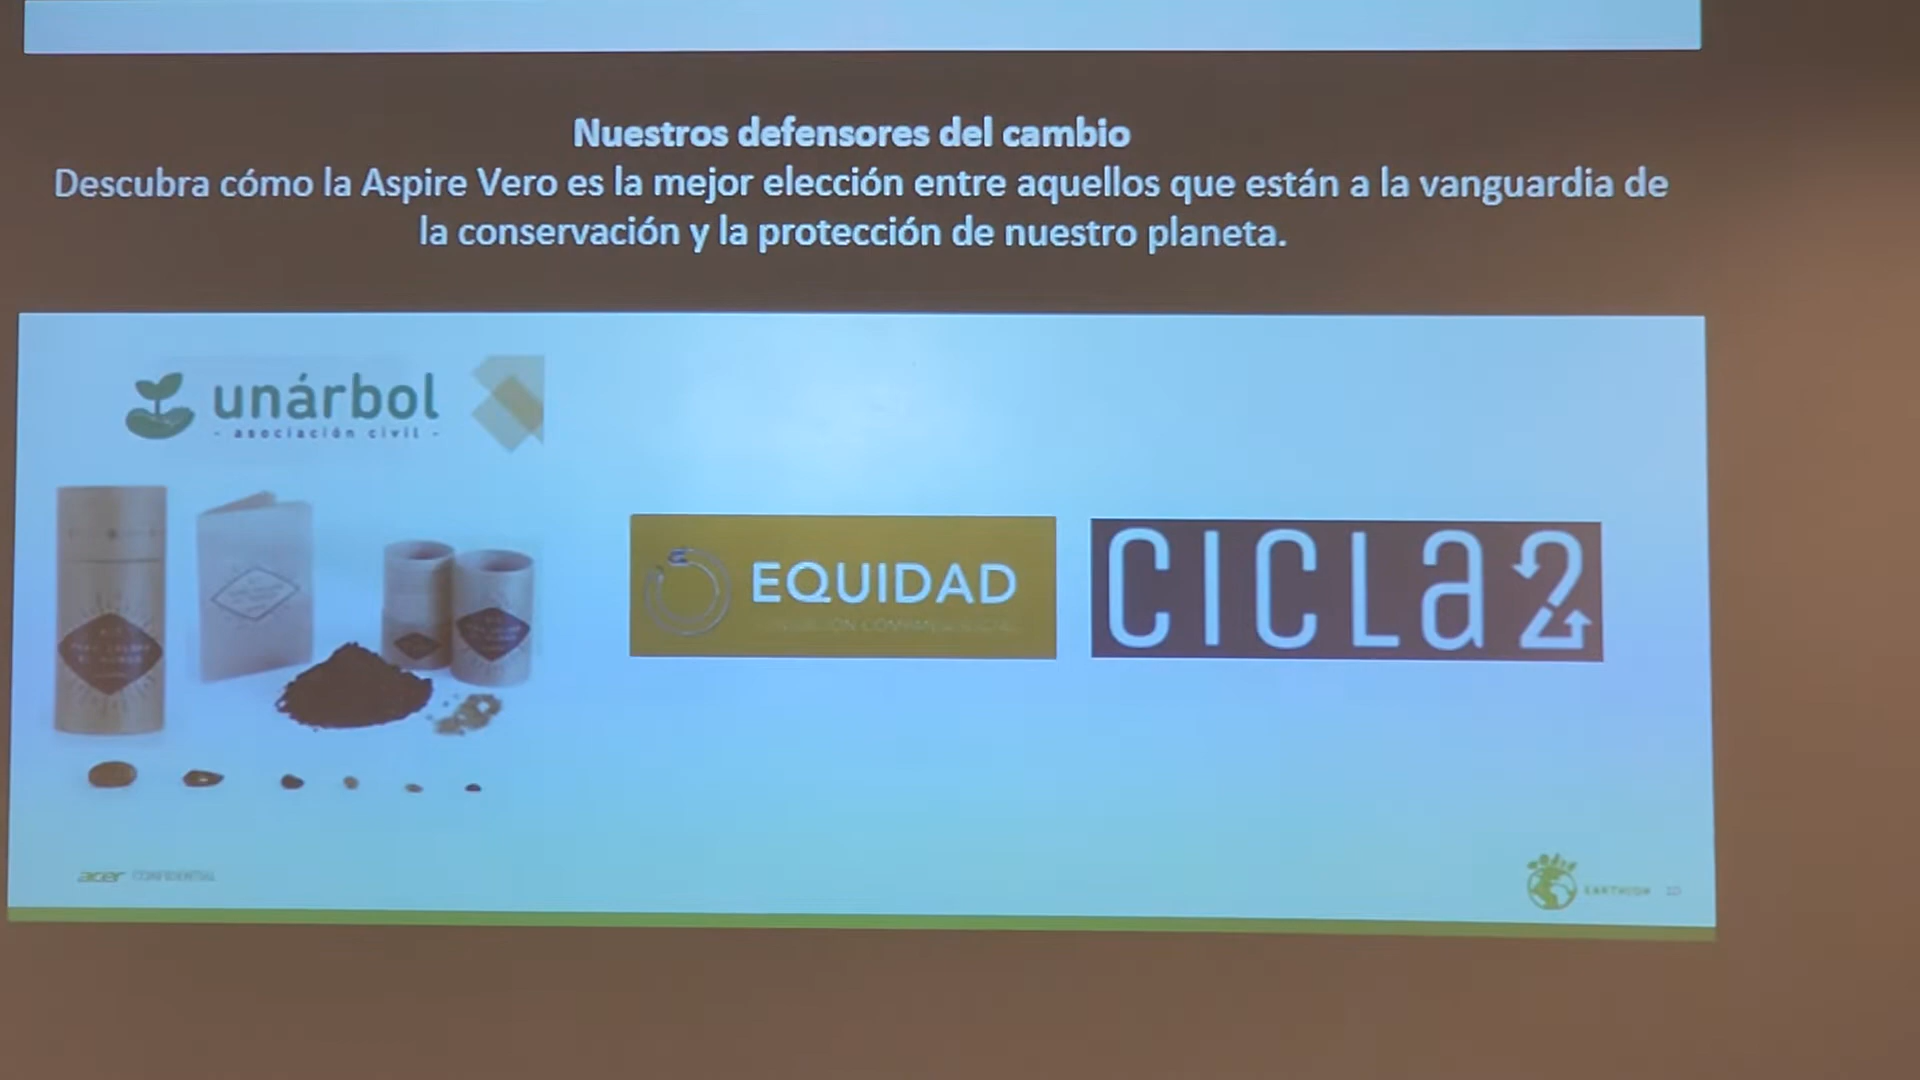 Nuestros defensores del cambio
Descubra cómo la Aspire Vero es la mejor elección entre aquellos que están a la vanguardia de
la conservación y la protección de nuestro planeta.
unárbol
- asociación civil -
EQUIDAD
CICLa2
acer CONFIDENTIAL
EARTHION